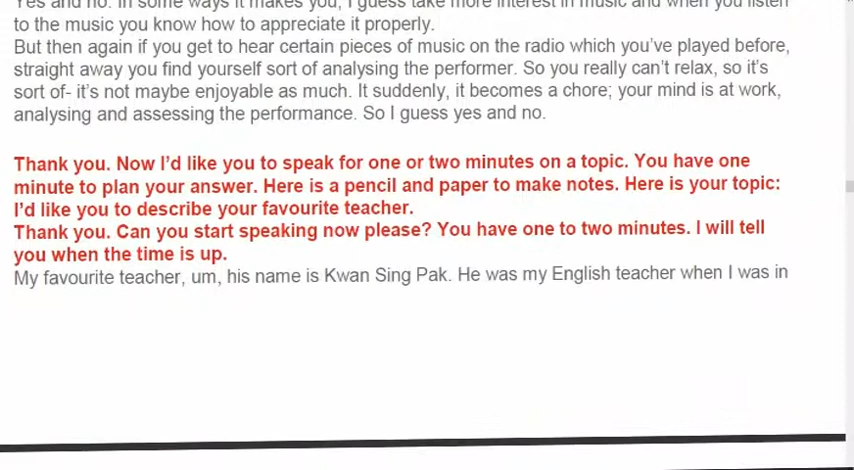 Yes and no. In some ways it makes you, I guess take more interest in music and when you listen
to the music you know how to appreciate it properly.
But then again if you get to hear certain pieces of music on the radio which you've played before,
straight away you find yourself sort of analysing the performer. So you really can't relax, so it's
sort of- it's not maybe enjoyable as much. It suddenly, it becomes a chore; your mind is at work,
analysing and assessing the performance. So I guess yes and no.
Thank you. Now I'd like you to speak for one or two minutes on a topic. You have one
minute to plan your answer. Here is a pencil and paper to make notes. Here is your topic:
I'd like you to describe your favourite teacher.
Thank you. Can you start speaking now please? You have one to two minutes. I will tell
you when the time is up.
My favourite teacher, um, his name is Kwan Sing Pak. He was my English teacher when I was in